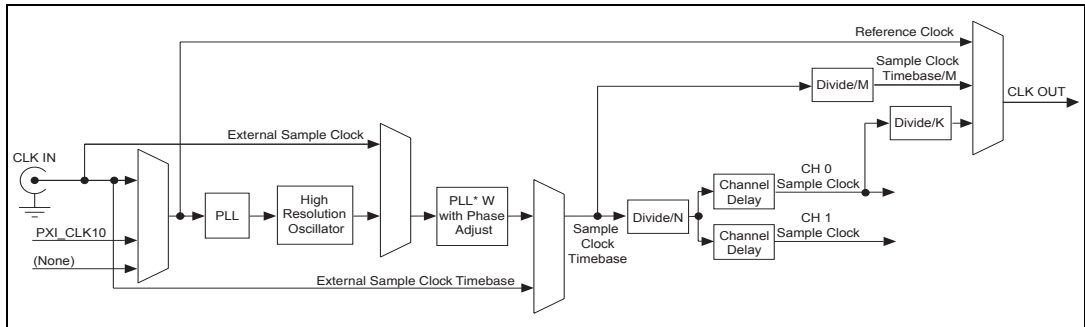 Reference Clock
Sample Clock
Timebase/M
Divide/M
CLK OUT
External Sample Clock
Divide/K
CLK IN
PLL
High
Resolution
Oscillator
PLL* W
with Phase
Adjust
Channel
Delay
CH 0
Sample Clock
Divide/N
PXI_CLK10
Sample
Clock
Timebase
Channel
Delay
CH 1
Sample Clock
(None)
External Sample Clock Timebase